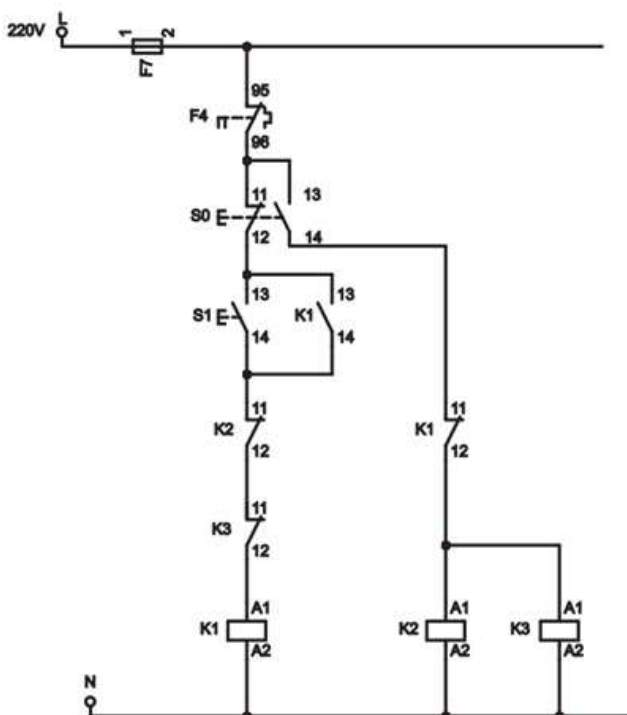 L
220V
1 2
F7
95
F4
96
11 13
S0
12 14
13 13
S1 K1
14 14
11 11
K2 K1
12 12
11
K3
12
A1 A1 A1
K1 K2 K3
A2 A2 A2
N